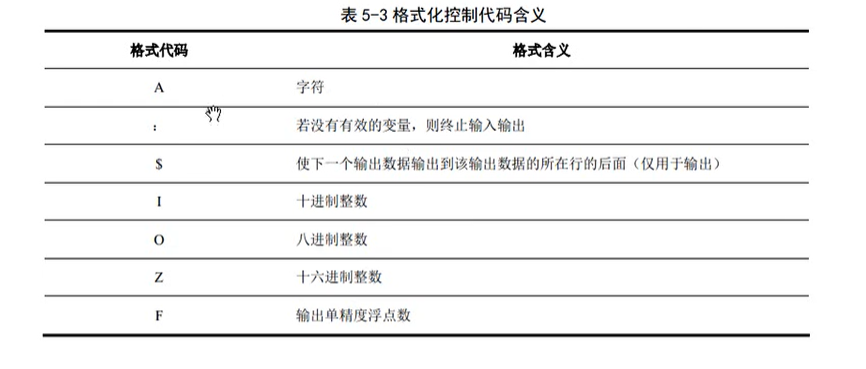 表 5-3 格式化控制代码含义
格式代码 格式含义
A 字符
: 若没有有效的变量，则终止输入输出
$ 使下一个输出数据输出到该输出数据的所在行的后面（仅用于输出）
I 十进制整数
O 八进制整数
Z 十六进制整数
F 输出单精度浮点数